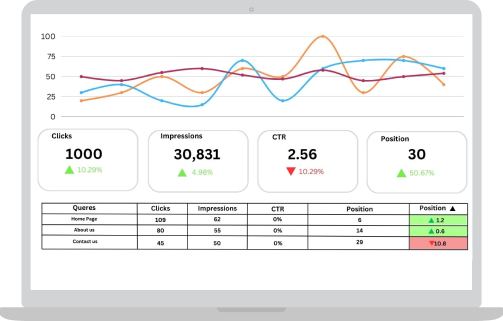 100
75
50
25
0
Clicks Impressions CTR Position
1000 30,831 2.56 30
10.29% 4.98% 10.29% 50.67%
Queres Clicks Impressions CTR Position Position ▲
Home Page 109 62 0% 6 ▲ 1.2
About us 80 55 0% 14 ▲ 0.6
Contact us 45 50 0% 29 ▼10.8